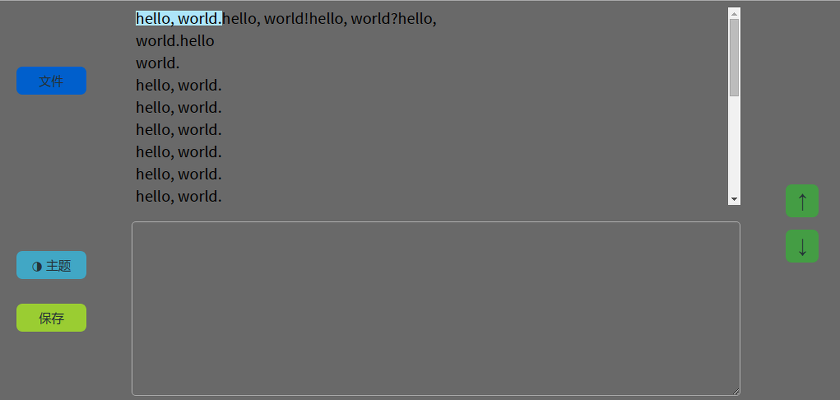 hello, world.hello, world!hello, world?hello,
world.hello
world.
hello, world.
hello, world.
hello, world.
hello, world.
hello, world.
hello, world.
文件
◑ 主题
保存
↑
↓